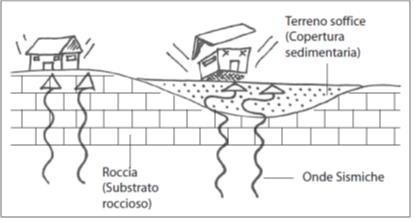 Terreno soffice
(Copertura
sedimentaria)
Roccia
(Substrato
roccioso)
Onde Sismiche